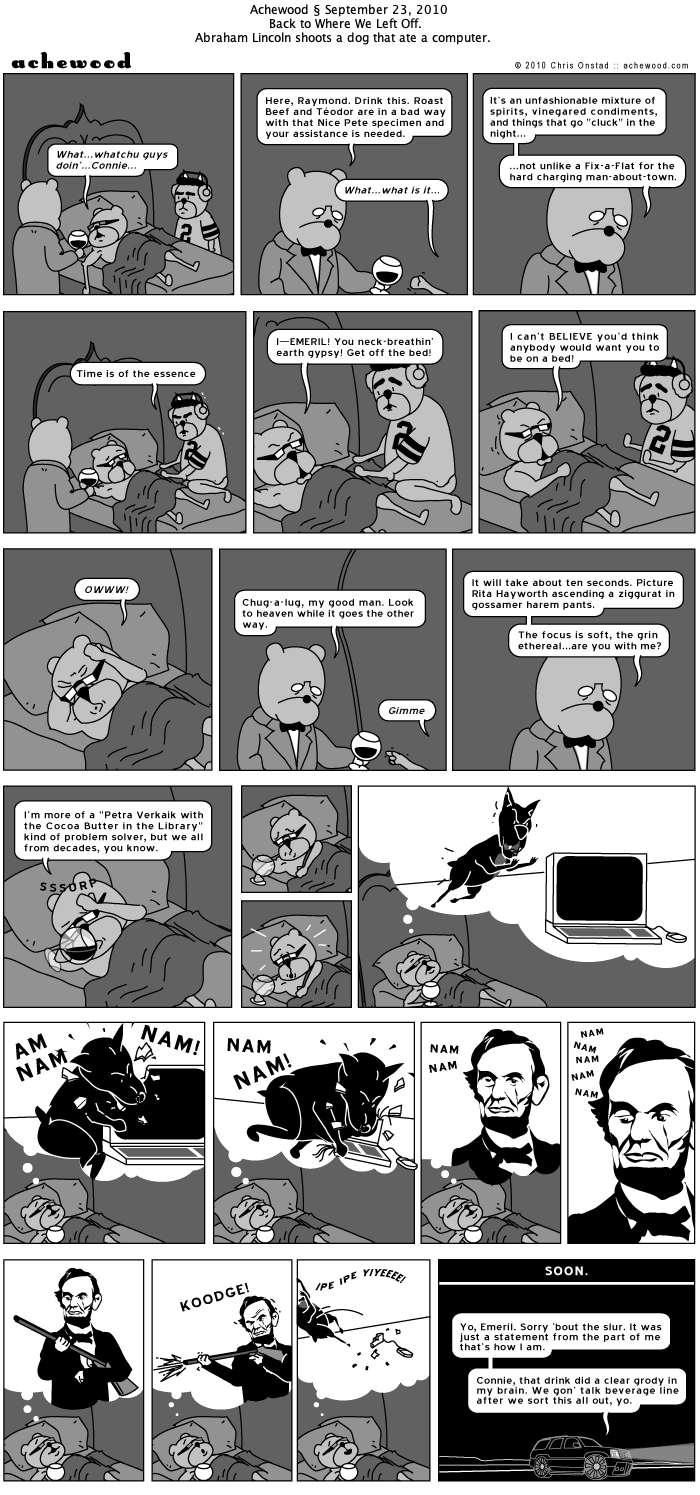 Achewood § September 23, 2010
Back to Where We Left Off.
Abraham Lincoln shoots a dog that ate a computer.
achewood
© 2010 Chris Onstad :: achewood.com
What...whatchu guys
doin'...Connie...
2
Here, Raymond. Drink this. Roast
Beef and Téodor are in a bad way
with that Nice Pete specimen and
your assistance is needed.
What...what is it...
It's an unfashionable mixture of
spirits, vinegared condiments,
and things that go "cluck" in the
night...
...not unlike a Fix-a-Flat for the
hard charging man-about-town.
Time is of the essence
2
I—EMERIL! You neck-breathin'
earth gypsy! Get off the bed!
2
I can't BELIEVE you'd think
anybody would want you to
be on a bed!
2
OWWW!
Chug-a-lug, my good man. Look
to heaven while it goes the other
way.
Gimme
It will take about ten seconds. Picture
Rita Hayworth ascending a ziggurat in
gossamer harem pants.
The focus is soft, the grin
ethereal...are you with me?
I'm more of a "Petra Verkaik with
the Cocoa Butter in the Library"
kind of problem solver, but we all
from decades, you know.
SSSURP
AM
NAM
NAM!
NAM
NAM!
NAM
NAM
NAM
NAM
NAM
NAM
NAM
KOODGE!
IPE IPE YIYEEEE!
SOON.
Yo, Emeril. Sorry 'bout the slur. It was
just a statement from the part of me
that's how I am.
Connie, that drink did a clear grody in
my brain. We gon' talk beverage line
after we sort this all out, yo.